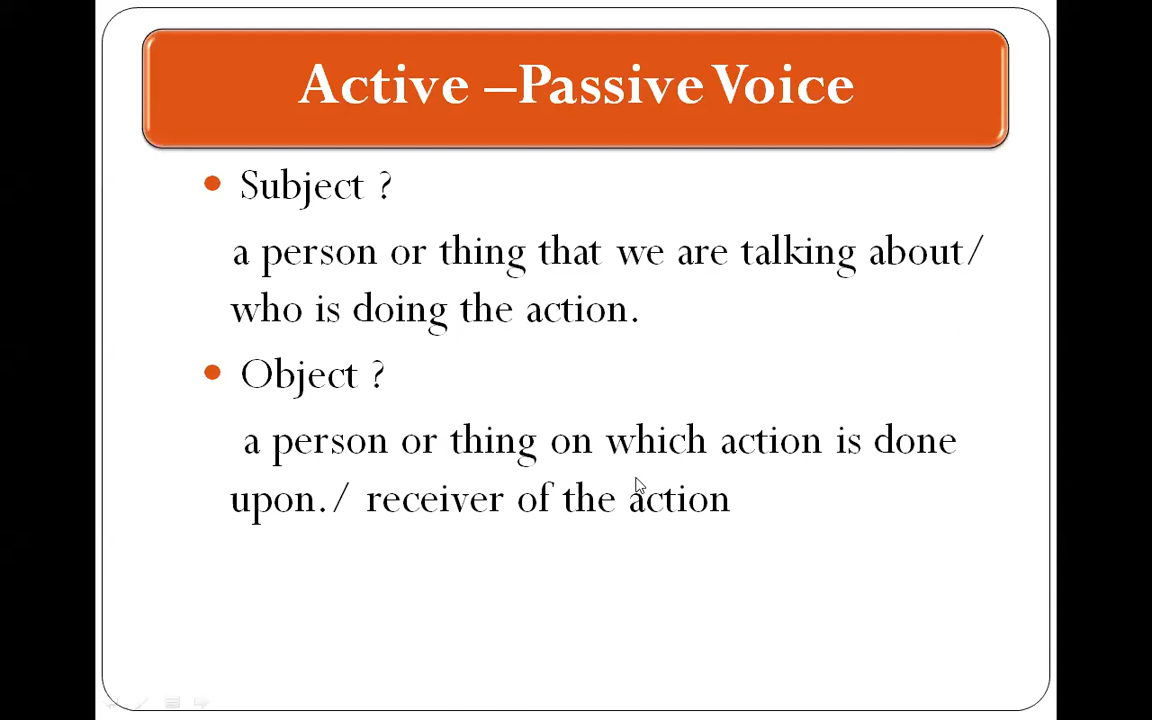 Active –Passive Voice
Subject ?
a person or thing that we are talking about/
who is doing the action.
Object ?
a person or thing on which action is done
upon./ receiver of the action